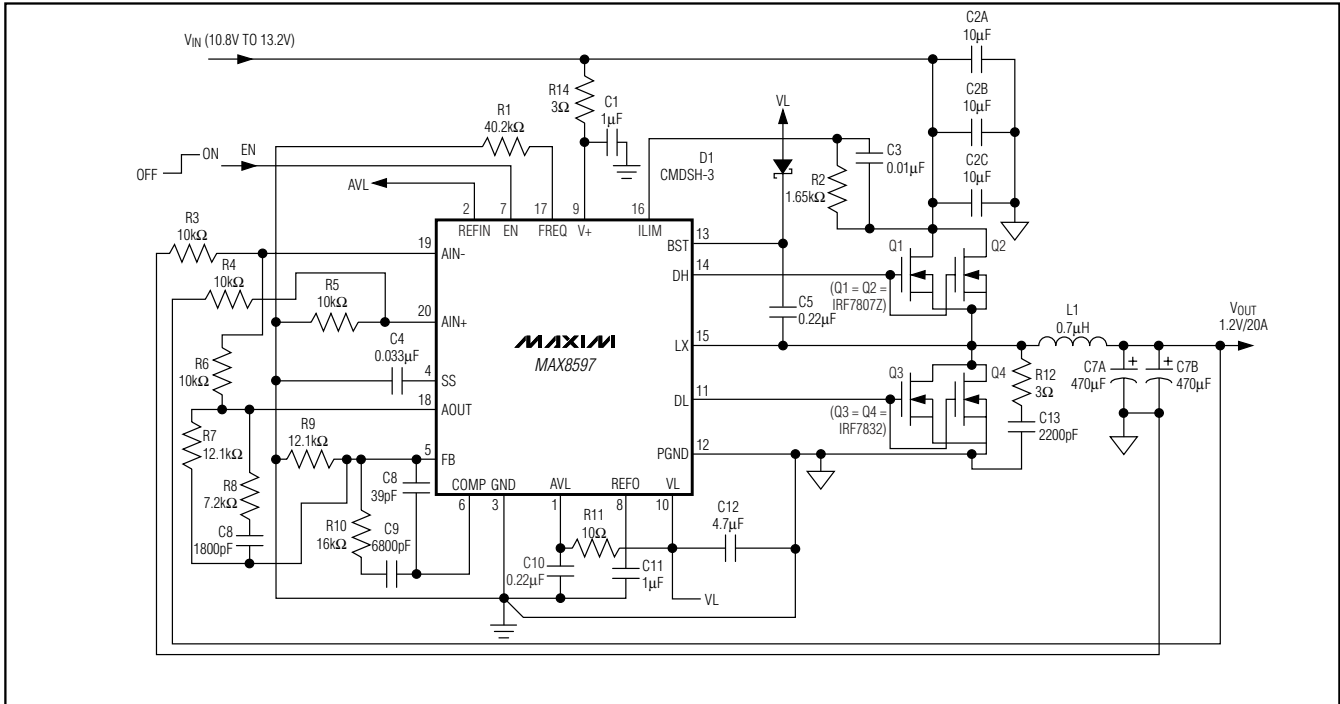 VIN (10.8V TO 13.2V)
C2A
10µF
C2B
10µF
C2C
10µF
R14
3Ω
C1
1µF
R1
40.2kΩ
VL
OFF
ON
EN
AVL
D1
CMDSH-3
R2
1.65kΩ
C3
0.01µF
2
7
17
9
16
REFIN
EN
FREQ
V+
ILIM
R3
10kΩ
R4
10kΩ
R5
10kΩ
19
AIN-
20
AIN+
C4
0.033µF
4
SS
18
AOUT
R6
10kΩ
R7
12.1kΩ
R8
7.2kΩ
C8
1800pF
R9
12.1kΩ
5
FB
C8
39pF
R10
16kΩ
C9
6800pF
MAXIM
MAX8597
BST
13
DH
14
LX
15
DL
11
PGND
12
Q1
Q2
(Q1 = Q2 =
IRF7807Z)
C5
0.22µF
Q3
Q4
(Q3 = Q4 =
IRF7832)
L1
0.7µH
VOUT
1.2V/20A
C7A
470µF
C7B
470µF
R12
3Ω
C13
2200pF
COMP
GND
AVL
REFO
VL
6
3
1
8
10
R11
10Ω
C12
4.7µF
C10
0.22µF
C11
1µF
VL